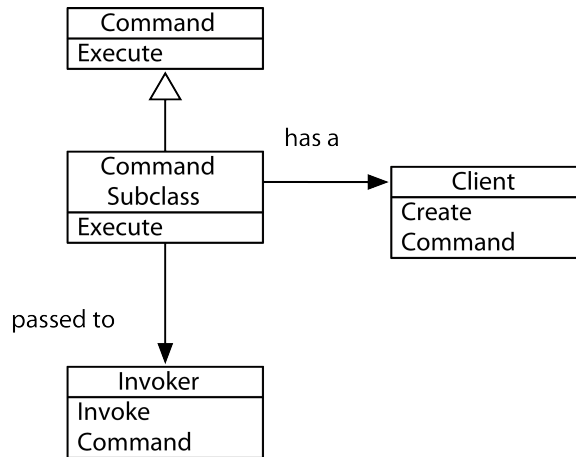 Command
Execute
has a
Command
Subclass
Execute
Client
Create
Command
passed to
Invoker
Invoke
Command